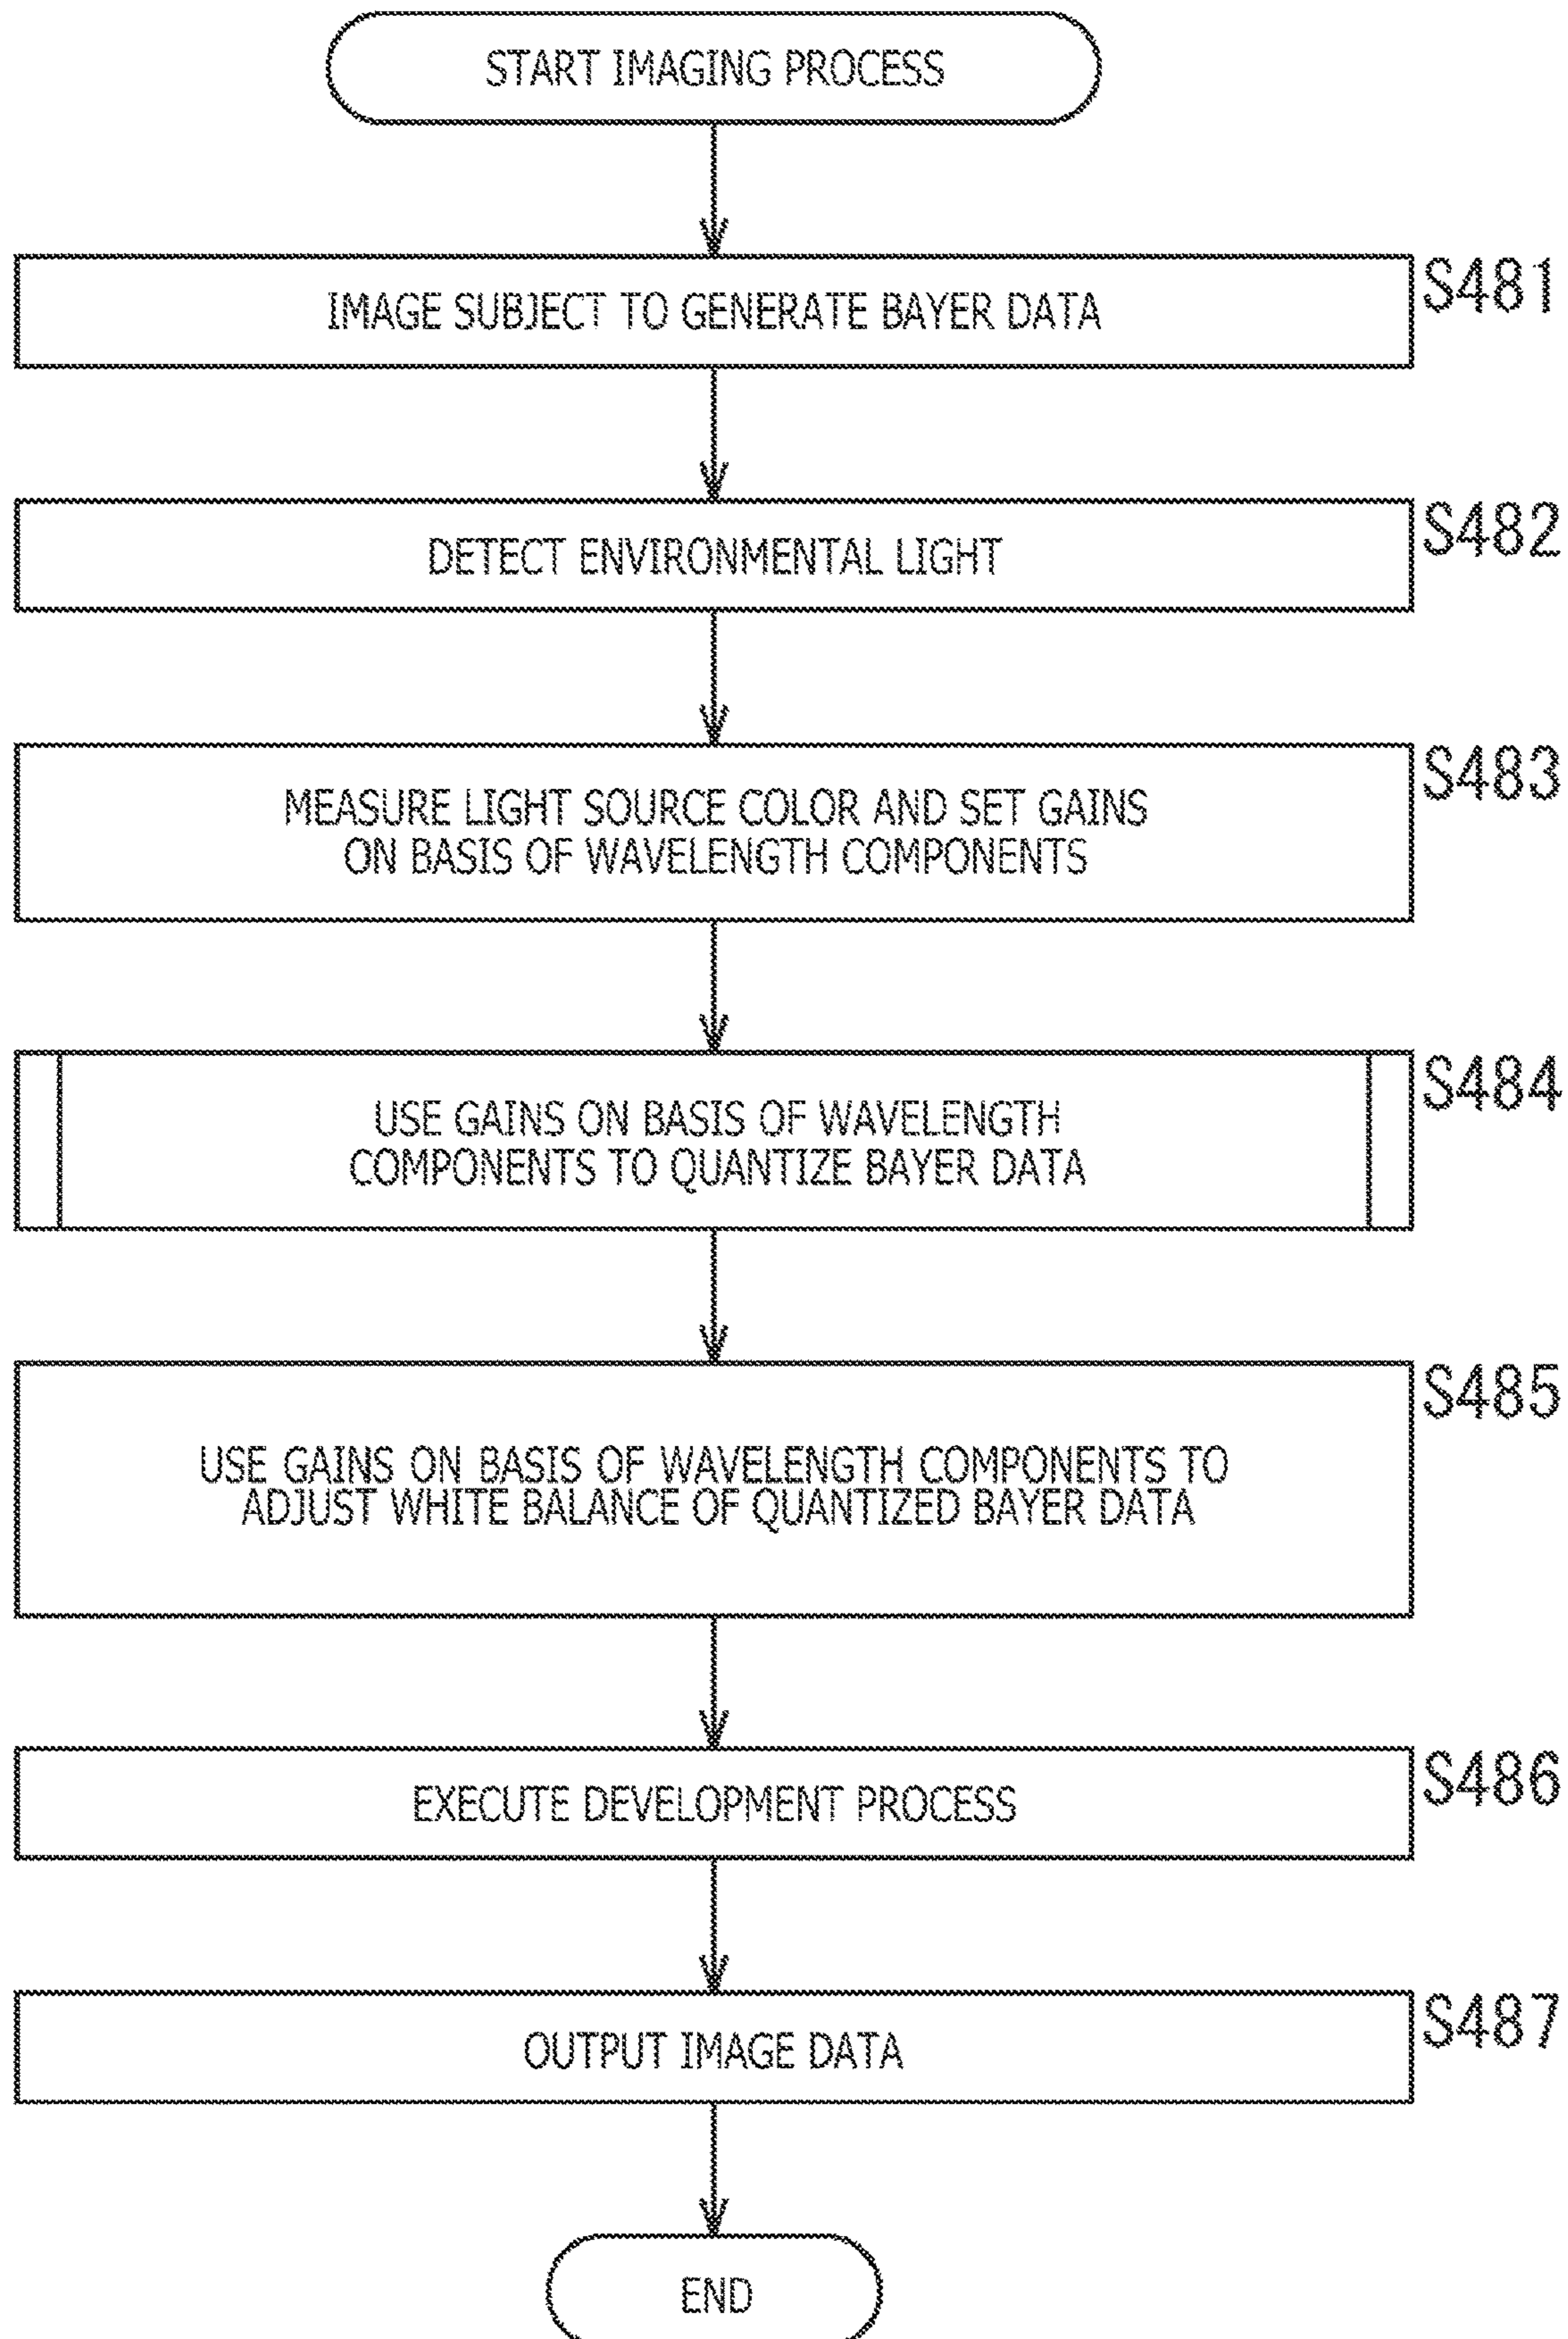 START IMAGING PROCESS
S481
IMAGE SUBJECT TO GENERATE BAYER DATA
S482
DETECT ENVIRONMENTAL LIGHT
S483
MEASURE LIGHT SOURCE COLOR AND SET GAINS
ON BASIS OF WAVELENGTH COMPONENTS
S484
USE GAINS ON BASIS OF WAVELENGTH
COMPONENTS TO QUANTIZE BAYER DATA
S485
USE GAINS ON BASIS OF WAVELENGTH COMPONENTS TO
ADJUST WHITE BALANCE OF QUANTIZED BAYER DATA
S486
EXECUTE DEVELOPMENT PROCESS
S487
OUTPUT IMAGE DATA
END